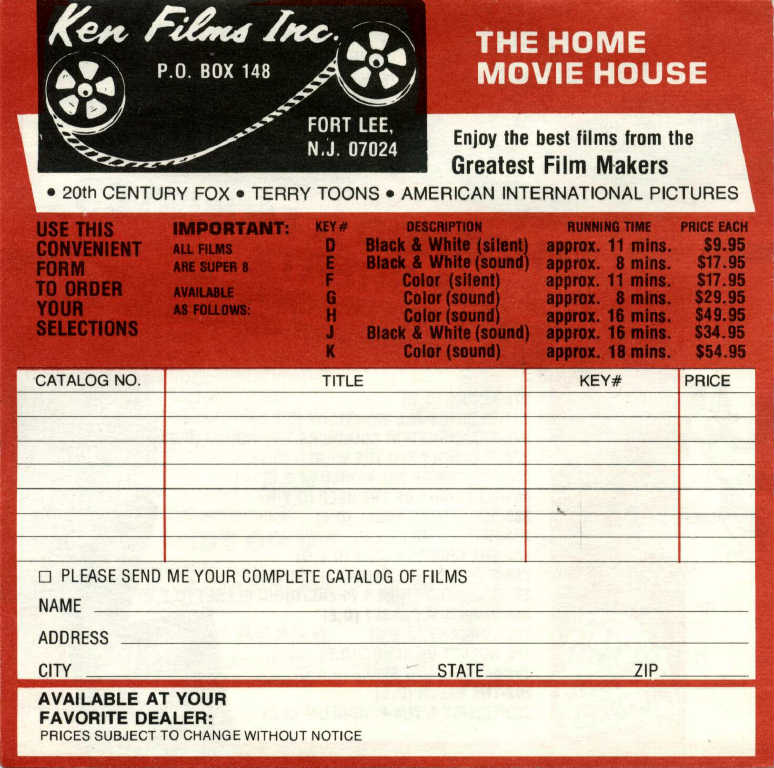 Ken Films Inc.
P.O. BOX 148
FORT LEE,
N.J. 07024
THE HOME
MOVIE HOUSE
Enjoy the best films from the
Greatest Film Makers
• 20th CENTURY FOX • TERRY TOONS • AMERICAN INTERNATIONAL PICTURES
USE THIS
CONVENIENT
FORM
TO ORDER
YOUR
SELECTIONS
IMPORTANT:
ALL FILMS
ARE SUPER 8
AVAILABLE
AS FOLLOWS:
KEY # DESCRIPTION RUNNING TIME PRICE EACH
D Black & White (silent) approx. 11 mins. $9.95
E Black & White (sound) approx. 8 mins. $17.95
F Color (silent) approx. 11 mins. $17.95
G Color (sound) approx. 8 mins. $29.95
H Color (sound) approx. 16 mins. $49.95
J Black & White (sound) approx. 16 mins. $34.95
K Color (sound) approx. 18 mins. $54.95
CATALOG NO. TITLE KEY# PRICE
PLEASE SEND ME YOUR COMPLETE CATALOG OF FILMS
NAME
ADDRESS
CITY STATE ZIP
AVAILABLE AT YOUR
FAVORITE DEALER:
PRICES SUBJECT TO CHANGE WITHOUT NOTICE